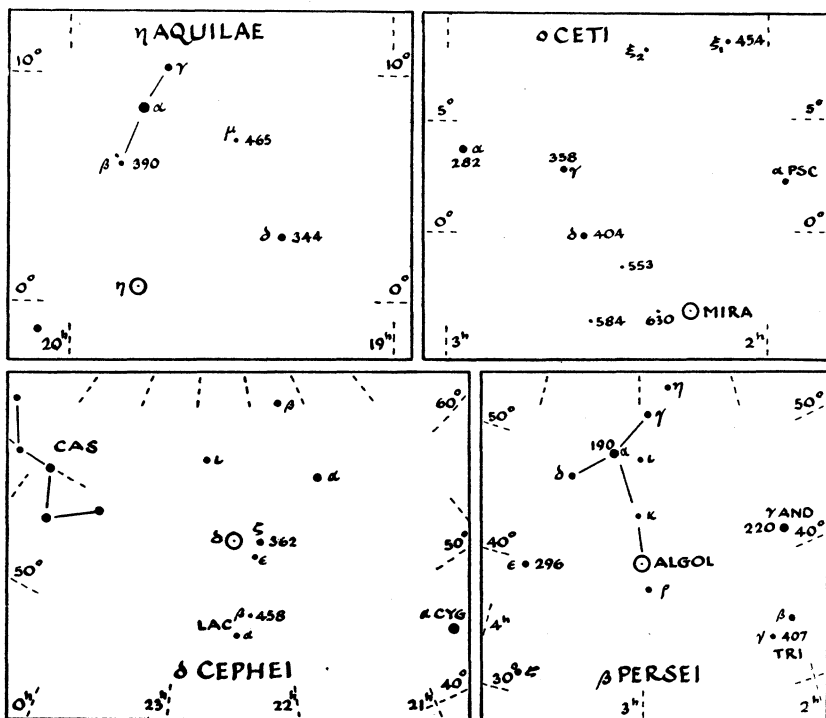 η AQUILAE
10° 10°
γ
α
μ 465
β 390
δ 344
η
0° 0°
20ʰ 19ʰ
ο CETI
ξ₂ ξ₁ 454
5° 5°
α 282
358 γ
α PSC
0° 0°
δ 404
553
584 630 MIRA
3ʰ 2ʰ
β 60°
CAS
ι α
δ ζ 362
ε
50° 50°
β 458
LAC α
α CYG
δ CEPHEI
40°
0ʰ 23ʰ 22ʰ 21ʰ
η
50° γ 50°
190 α ι
δ
κ γ AND
220
40° 40°
ε 296 ALGOL
ρ
4ʰ β
γ 407
TRI
30° ζ β PERSEI
3ʰ 2ʰ